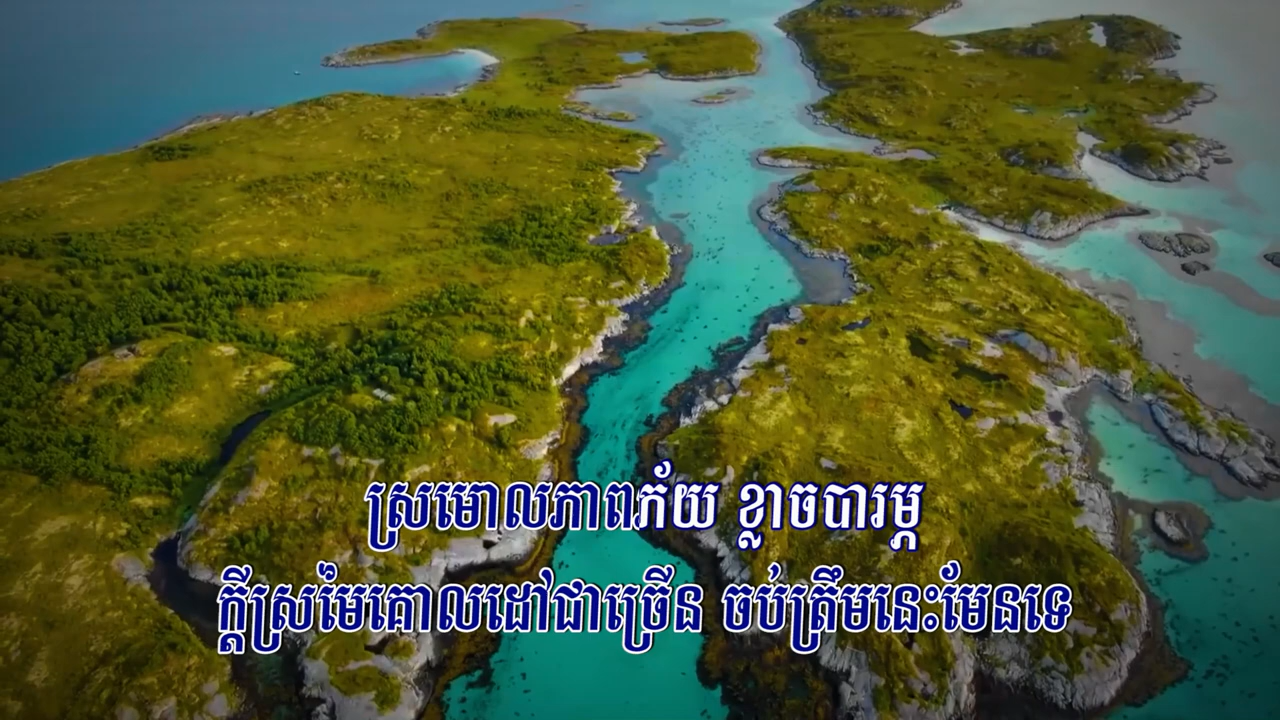 ស្រមោលភាពភ័យ ខ្លាចបារម្ភ
ក្ដីស្រមៃគោលដៅជាច្រើន ចប់ត្រឹមនេះមែនទេ